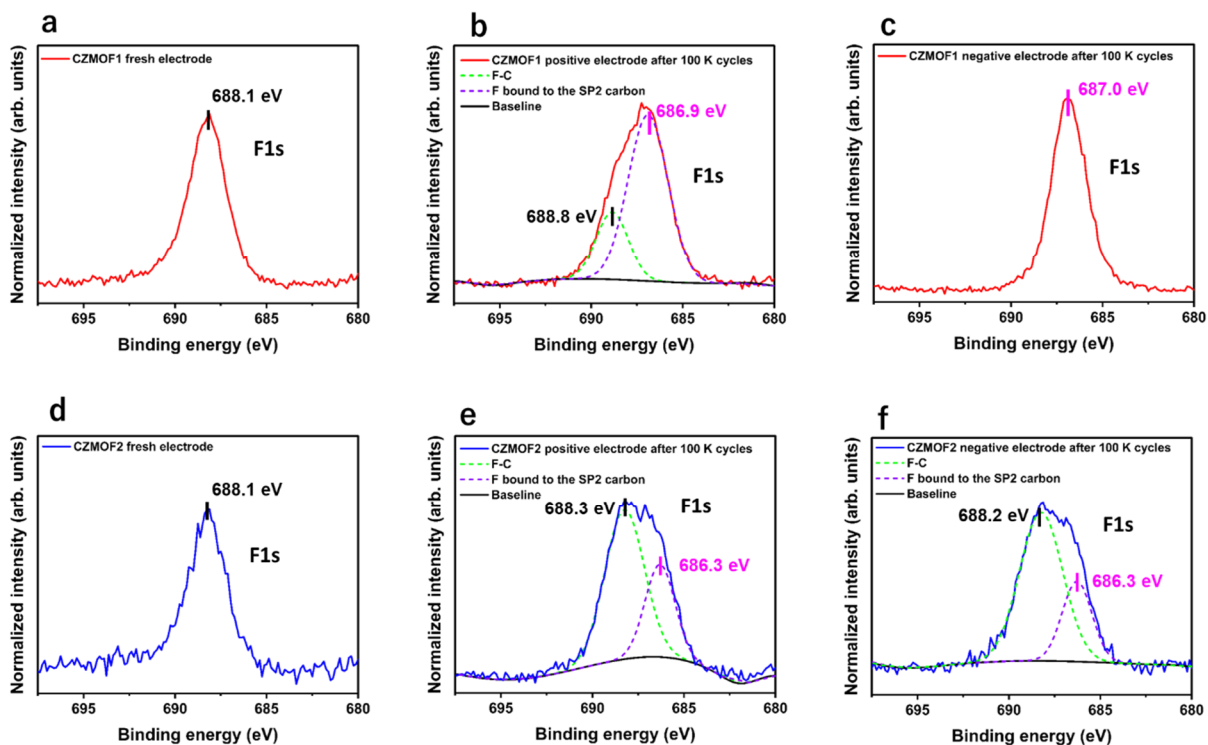 a
CZMOF1 fresh electrode
688.1 eV
F1s
Normalized intensity (arb. units)
695 690 685 680
Binding energy (eV)
b
CZMOF1 positive electrode after 100 K cycles
F-C
F bound to the SP2 carbon
Baseline
686.9 eV
F1s
688.8 eV
Normalized intensity (arb. units)
695 690 685 680
Binding energy (eV)
c
CZMOF1 negative electrode after 100 K cycles
687.0 eV
F1s
Normalized intensity (arb. units)
695 690 685 680
Binding energy (eV)
d
CZMOF2 fresh electrode
688.1 eV
F1s
Normalized intensity (arb. units)
695 690 685 680
Binding energy (eV)
e
CZMOF2 positive electrode after 100 K cycles
F-C
F bound to the SP2 carbon
Baseline
688.3 eV
F1s
686.3 eV
Normalized intensity (arb. units)
695 690 685 680
Binding energy (eV)
f
CZMOF2 negative electrode after 100 K cycles
F-C
F bound to the SP2 carbon
Baseline
688.2 eV
F1s
686.3 eV
Normalized intensity (arb. units)
695 690 685 680
Binding energy (eV)